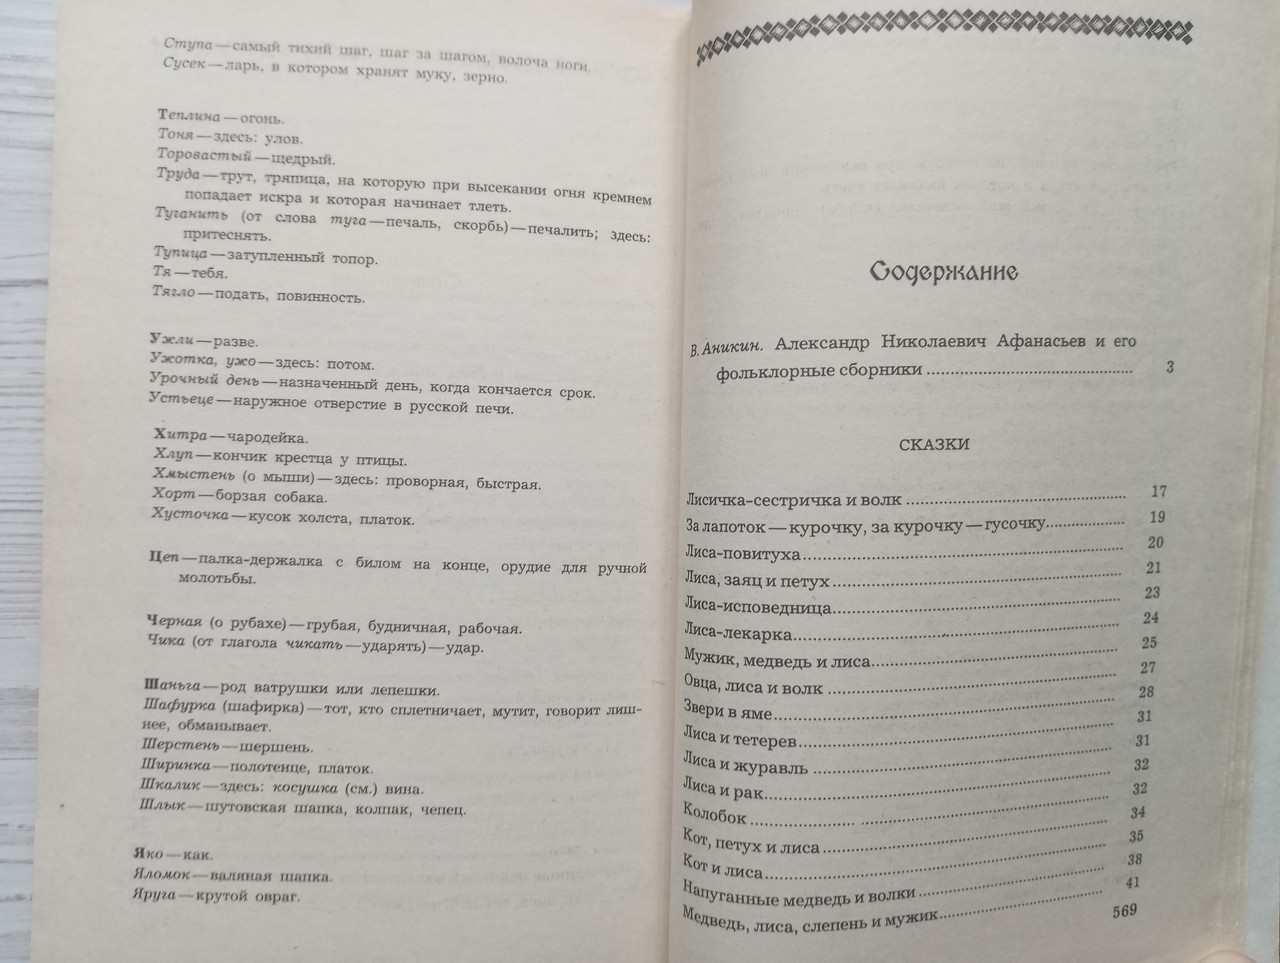 Ступа—самый тихий шаг, шаг за шагом, волоча ноги.
Сусек—ларь, в котором хранят муку, зерно.
Теплина—огонь.
Тоня—здесь: улов.
Торовастый—щедрый.
Труда—трут, тряпица, на которую при высекании огня кремнем
попадает искра и которая начинает тлеть.
Туганить (от слова туга—печаль, скорбь)—печалить; здесь:
притеснять.
Тупица—затупленный топор.
Тя—тебя.
Тягло—подать, повинность.
Ужли—разве.
Ужотка, ужо—здесь: потом.
Урочный день—назначенный день, когда кончается срок.
Устьеце—наружное отверстие в русской печи.
Хитра—чародейка.
Хлуп—кончик крестца у птицы.
Хмыстень (о мыши)—здесь: проворная, быстрая.
Хорт—борзая собака.
Хусточка—кусок холста, платок.
Цеп—палка-держалка с билом на конце, орудие для ручной
молотьбы.
Черная (о рубахе)—грубая, будничная, рабочая.
Чика (от глагола чикать—ударять)—удар.
Шаньга—род ватрушки или лепешки.
Шафурка (шафирка)—тот, кто сплетничает, мутит, говорит лиш-
нее, обманывает.
Шерстень—шершень.
Ширинка—полотенце, платок.
Шкалик—здесь: косушка (см.) вина.
Шлык—шутовская шапка, колпак, чепец.
Яко—как.
Яломок—валяная шапка.
Яруга—крутой овраг.
Содержание
В. Аникин. Александр Николаевич Афанасьев и его
фольклорные сборники ........................................ 3
СКАЗКИ
Лисичка-сестричка и волк ........................................ 17
За лапоток—курочку, за курочку—гусочку............ 19
Лиса-повитуха........................................ 20
Лиса, заяц и петух ........................................ 21
Лиса-исповедница........................................ 23
Лиса-лекарка........................................ 24
Мужик, медведь и лиса........................................ 25
Овца, лиса и волк ........................................ 27
Звери в яме........................................ 28
Лиса и тетерев........................................ 31
Лиса и журавль ........................................ 31
Лиса и рак........................................ 32
Колобок ........................................ 32
Кот, петух и лиса ........................................ 34
Кот и лиса........................................ 35
Напуганные медведь и волки ........................................ 38
Медведь, лиса, слепень и мужик........................................ 41
569